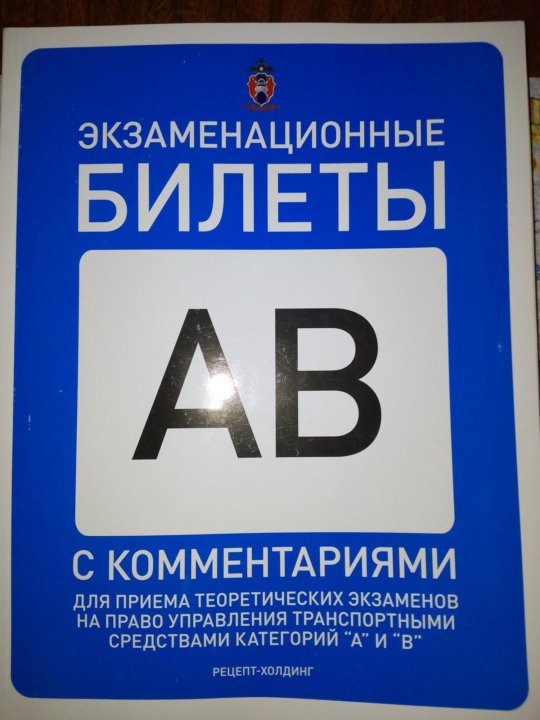 ЭКЗАМЕНАЦИОННЫЕ
БИЛЕТЫ
АВ
С КОММЕНТАРИЯМИ
ДЛЯ ПРИЕМА ТЕОРЕТИЧЕСКИХ ЭКЗАМЕНОВ
НА ПРАВО УПРАВЛЕНИЯ ТРАНСПОРТНЫМИ
СРЕДСТВАМИ КАТЕГОРИЙ "А" И "В"
РЕЦЕПТ-ХОЛДИНГ